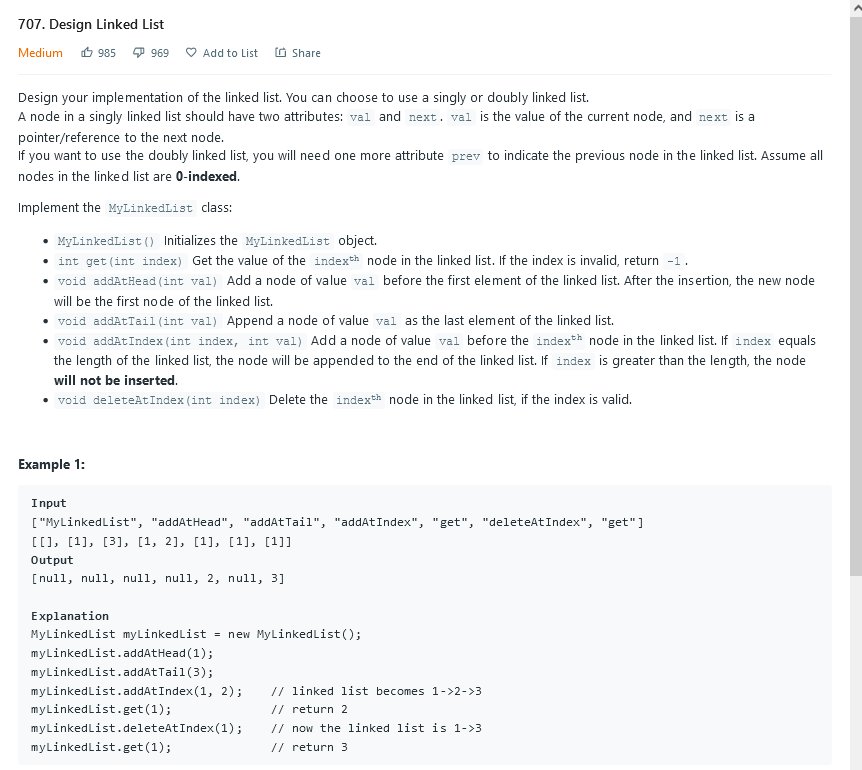 707. Design Linked List
Medium 985 969 Add to List Share
Design your implementation of the linked list. You can choose to use a singly or doubly linked list.
A node in a singly linked list should have two attributes: val and next. val is the value of the current node, and next is a
pointer/reference to the next node.
If you want to use the doubly linked list, you will need one more attribute prev to indicate the previous node in the linked list. Assume all
nodes in the linked list are 0-indexed.
Implement the MyLinkedList class:
• MyLinkedList() Initializes the MyLinkedList object.
• int get(int index) Get the value of the indexth node in the linked list. If the index is invalid, return -1.
• void addAtHead(int val) Add a node of value val before the first element of the linked list. After the insertion, the new node
will be the first node of the linked list.
• void addAtTail(int val) Append a node of value val as the last element of the linked list.
• void addAtIndex(int index, int val) Add a node of value val before the indexth node in the linked list. If index equals
the length of the linked list, the node will be appended to the end of the linked list. If index is greater than the length, the node
will not be inserted.
• void deleteAtIndex(int index) Delete the indexth node in the linked list, if the index is valid.
Example 1:
Input
["MyLinkedList", "addAtHead", "addAtTail", "addAtIndex", "get", "deleteAtIndex", "get"]
[[], [1], [3], [1, 2], [1], [1], [1]]
Output
[null, null, null, null, 2, null, 3]
Explanation
MyLinkedList myLinkedList = new MyLinkedList();
myLinkedList.addAtHead(1);
myLinkedList.addAtTail(3);
myLinkedList.addAtIndex(1, 2);    // linked list becomes 1->2->3
myLinkedList.get(1);              // return 2
myLinkedList.deleteAtIndex(1);    // now the linked list is 1->3
myLinkedList.get(1);              // return 3